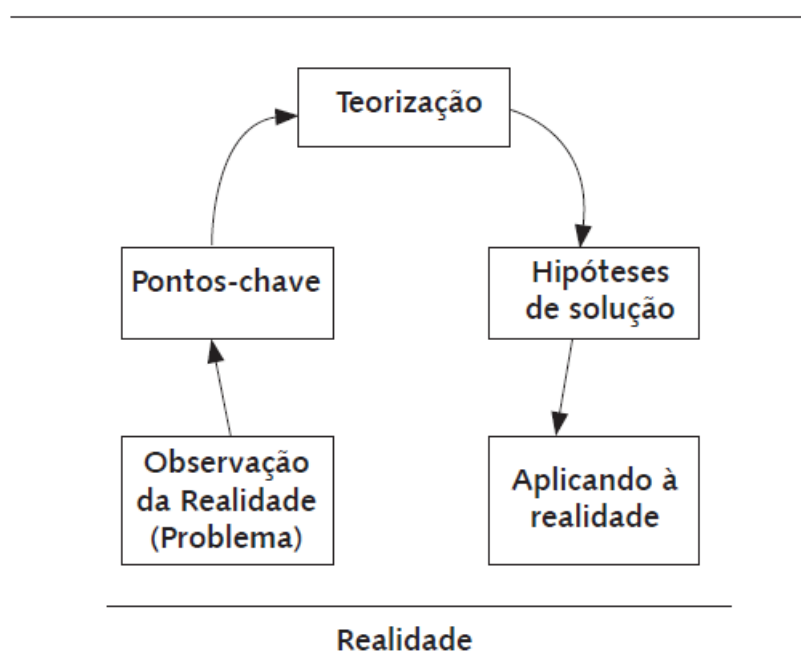 Teorização
Pontos-chave
Hipóteses
de solução
Observação
da Realidade
(Problema)
Aplicando à
realidade
Realidade